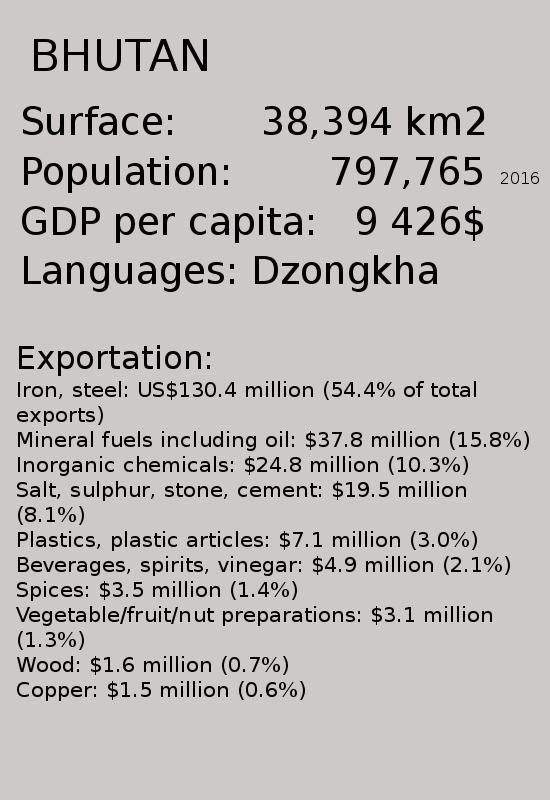 BHUTAN
Surface: 38,394 km2
Population: 797,765 2016
GDP per capita: 9 426$
Languages: Dzongkha
Exportation:
Iron, steel: US$130.4 million (54.4% of total
exports)
Mineral fuels including oil: $37.8 million (15.8%)
Inorganic chemicals: $24.8 million (10.3%)
Salt, sulphur, stone, cement: $19.5 million
(8.1%)
Plastics, plastic articles: $7.1 million (3.0%)
Beverages, spirits, vinegar: $4.9 million (2.1%)
Spices: $3.5 million (1.4%)
Vegetable/fruit/nut preparations: $3.1 million
(1.3%)
Wood: $1.6 million (0.7%)
Copper: $1.5 million (0.6%)